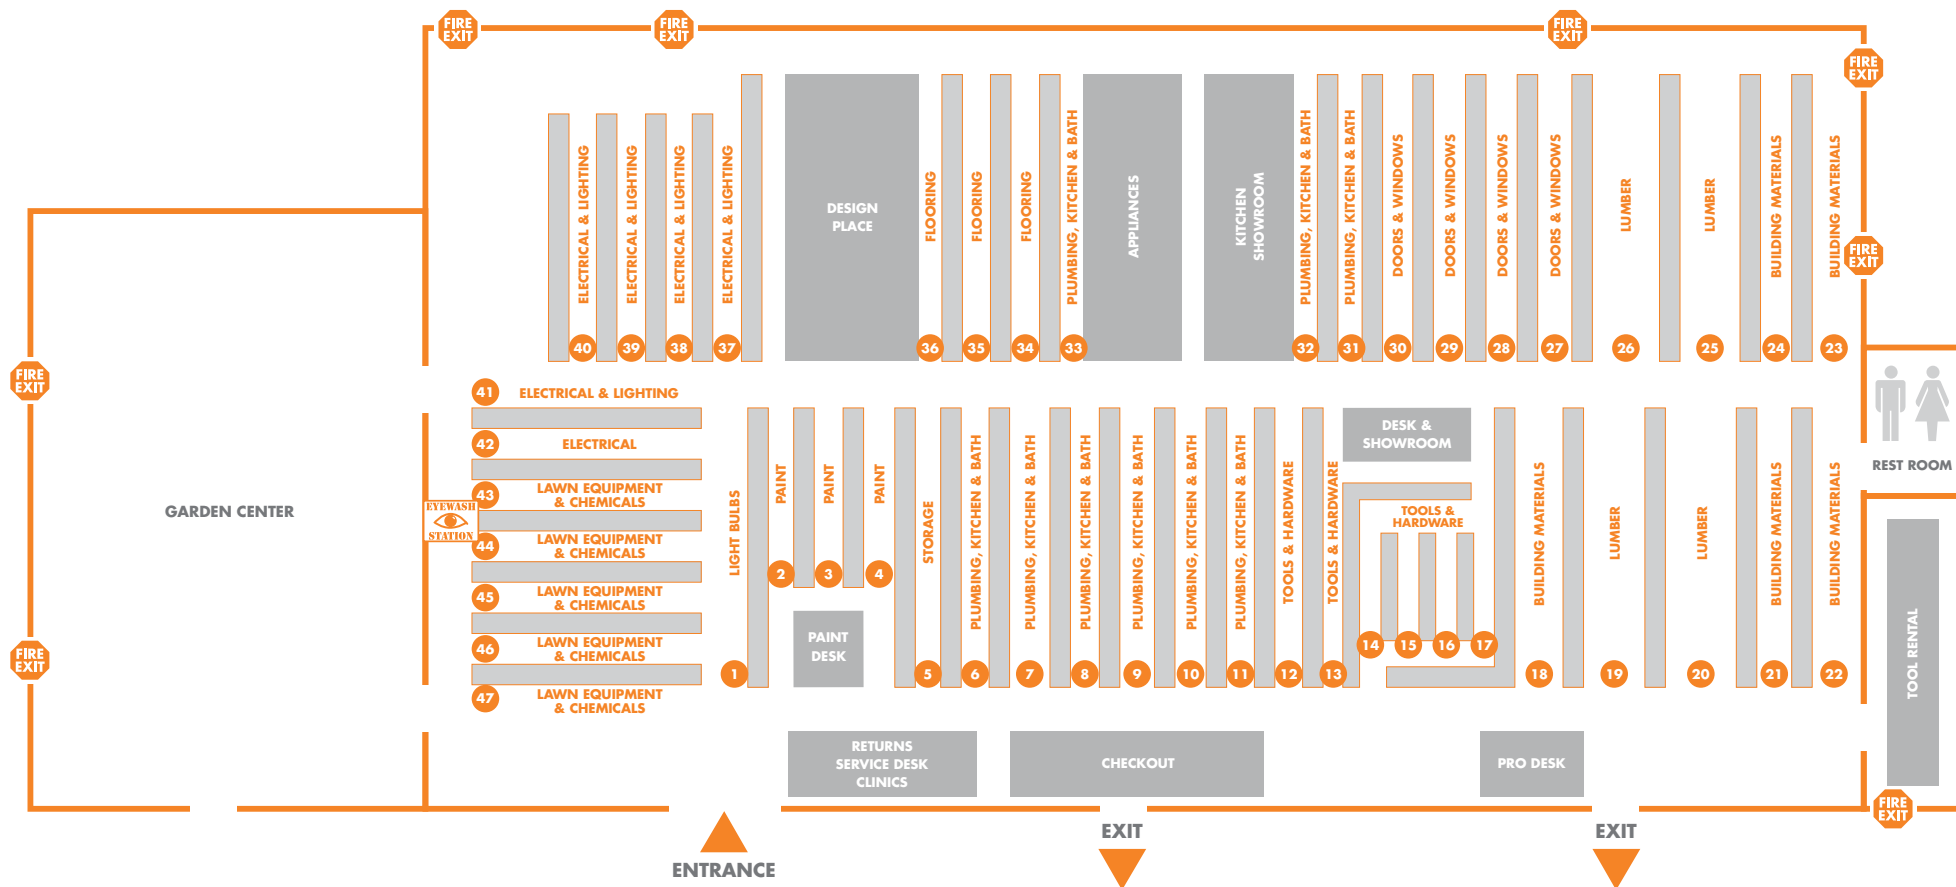 FIRE
EXIT
FIRE
EXIT
FIRE
EXIT
FIRE
EXIT
ELECTRICAL & LIGHTING
ELECTRICAL & LIGHTING
ELECTRICAL & LIGHTING
ELECTRICAL & LIGHTING
DESIGN
PLACE
FLOORING
FLOORING
FLOORING
PLUMBING, KITCHEN & BATH
APPLIANCES
KITCHEN
SHOWROOM
PLUMBING, KITCHEN & BATH
PLUMBING, KITCHEN & BATH
DOORS & WINDOWS
DOORS & WINDOWS
DOORS & WINDOWS
DOORS & WINDOWS
LUMBER
LUMBER
BUILDING MATERIALS
BUILDING MATERIALS
FIRE
EXIT
40
39
38
37
36
35
34
33
32
31
30
29
28
27
26
25
24
23
FIRE
EXIT
41
ELECTRICAL & LIGHTING
42
ELECTRICAL
43
LAWN EQUIPMENT
& CHEMICALS
EYEWASH
STATION
44
LAWN EQUIPMENT
& CHEMICALS
45
LAWN EQUIPMENT
& CHEMICALS
46
LAWN EQUIPMENT
& CHEMICALS
47
LAWN EQUIPMENT
& CHEMICALS
GARDEN CENTER
FIRE
EXIT
LIGHT BULBS
PAINT
PAINT
PAINT
STORAGE
PLUMBING, KITCHEN & BATH
PLUMBING, KITCHEN & BATH
PLUMBING, KITCHEN & BATH
PLUMBING, KITCHEN & BATH
PLUMBING, KITCHEN & BATH
PLUMBING, KITCHEN & BATH
TOOLS & HARDWARE
TOOLS & HARDWARE
DESK &
SHOWROOM
TOOLS &
HARDWARE
BUILDING MATERIALS
LUMBER
LUMBER
BUILDING MATERIALS
BUILDING MATERIALS
REST ROOM
TOOL RENTAL
2
3
4
PAINT
DESK
14
15
16
17
1
5
6
7
8
9
10
11
12
13
18
19
20
21
22
RETURNS
SERVICE DESK
CLINICS
CHECKOUT
PRO DESK
FIRE
EXIT
ENTRANCE
EXIT
EXIT